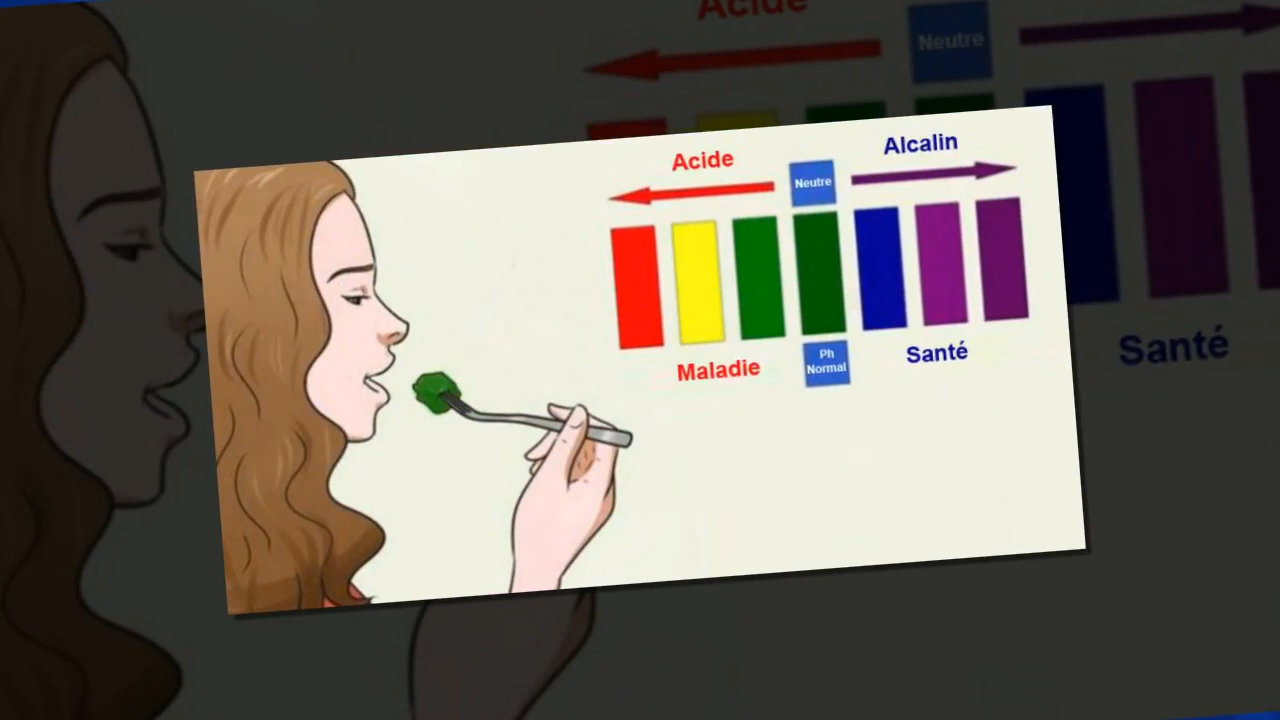 Acide
Neutre
Acide
Alcalin
Neutre
Maladie
Ph
Normal
Santé
Santé